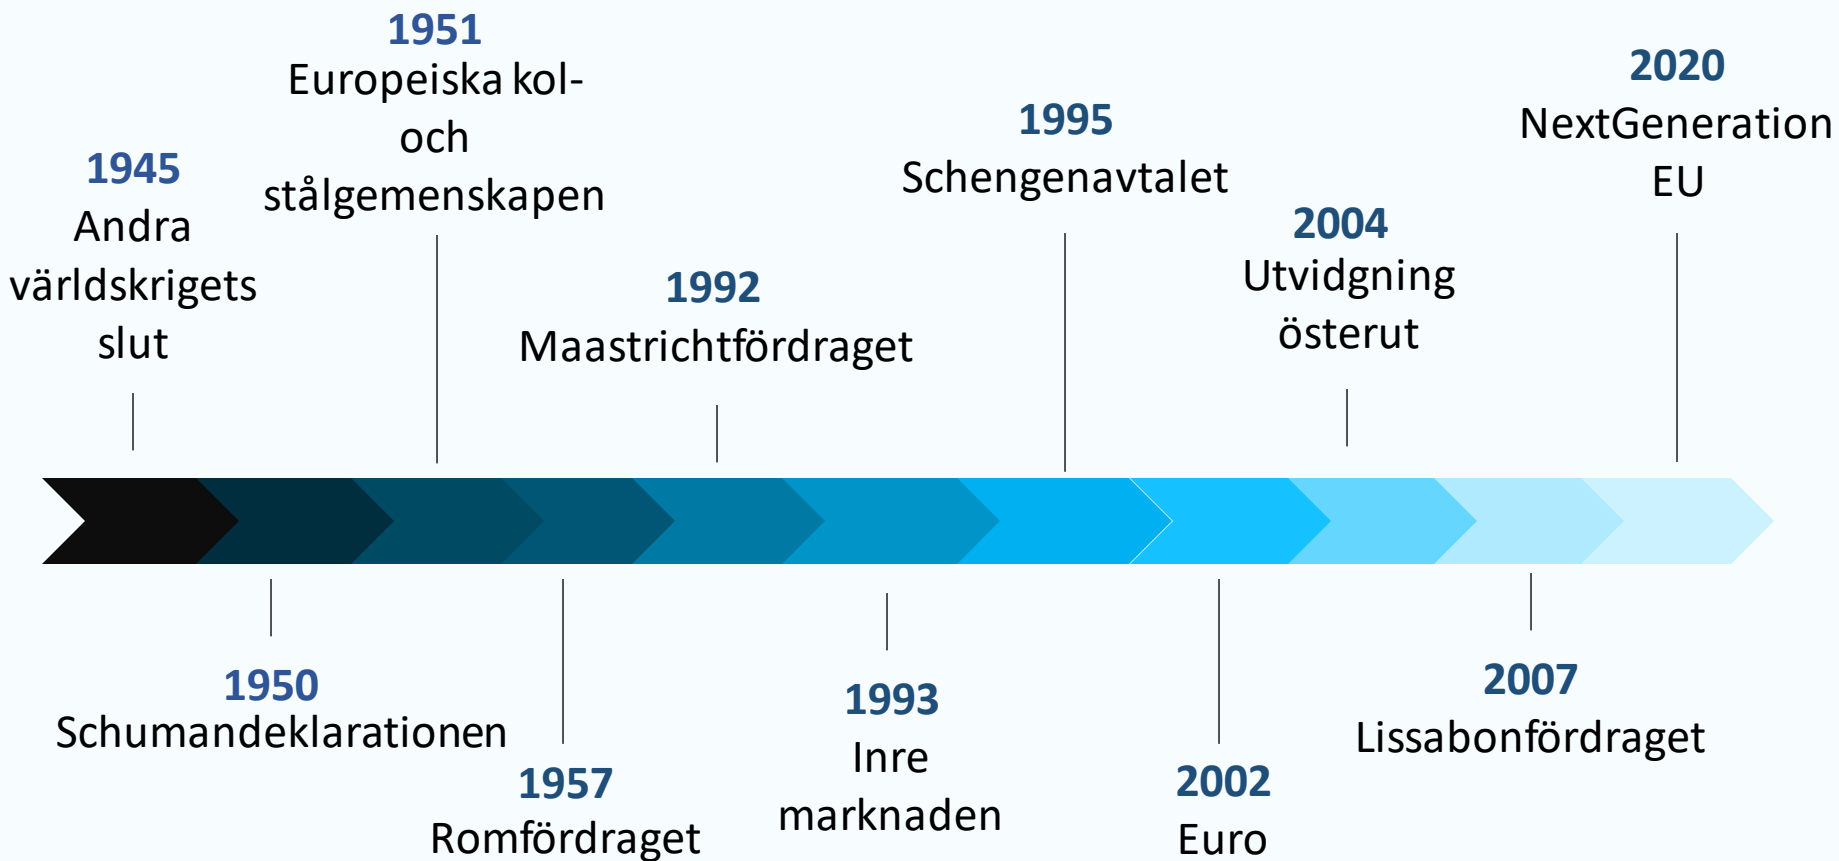 1945
Andra
världskrigets
slut
1950
Schumandeklarationen
1951
Europeiska kol-
och
stålgemenskapen
1957
Romfördraget
1992
Maastrichtfördraget
1993
Inre
marknaden
1995
Schengenavtalet
2002
Euro
2004
Utvidgning
österut
2007
Lissabonfördraget
2020
NextGeneration
EU